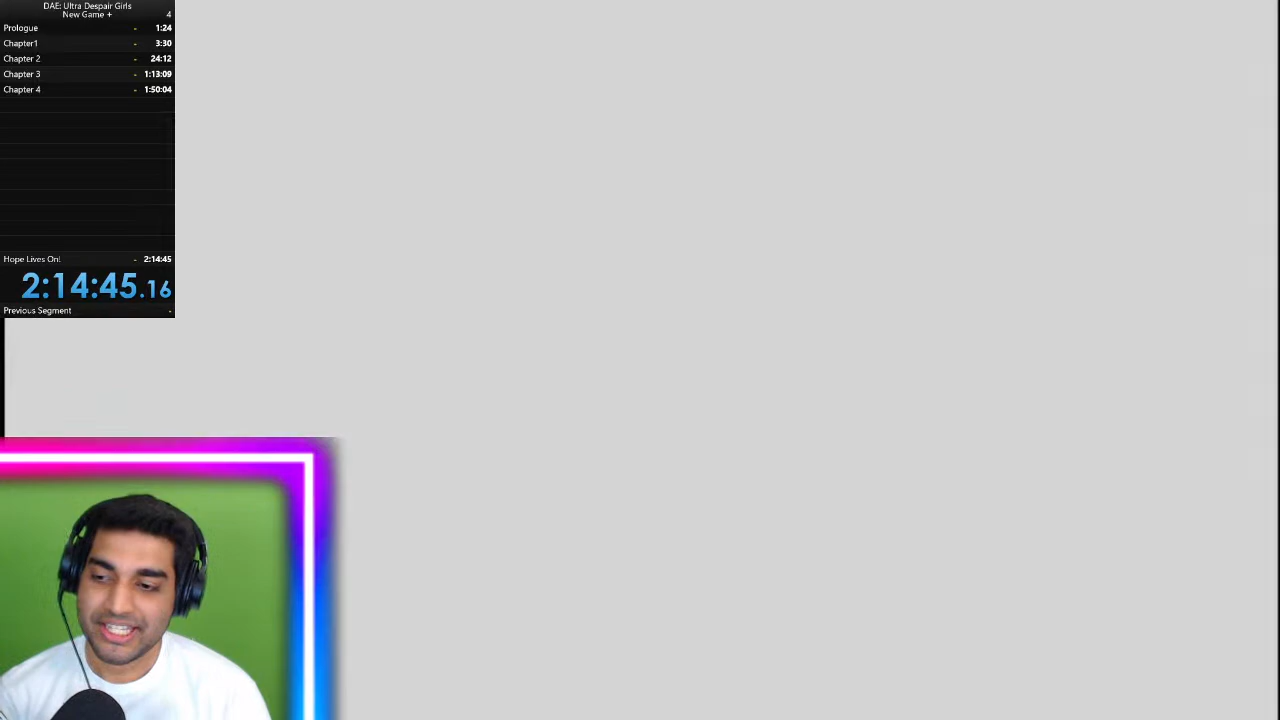 DAE: Ultra Despair Girls
New Game + 4
Prologue - 1:24
Chapter1 - 3:30
Chapter 2 - 24:12
Chapter 3 - 1:13:09
Chapter 4 - 1:50:04
Hope Lives On! - 2:14:45
2:14:45.16
Previous Segment -